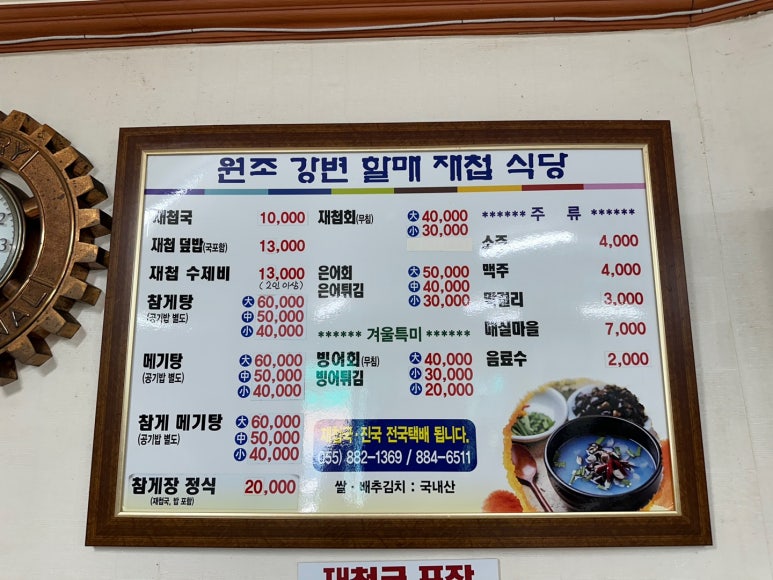 원조 강변 할매 재첩 식당
재첩국 10,000
재첩 덮밥(국포함) 13,000
재첩 수제비 13,000
(2인 이상)
참게탕 大 60,000
(공기밥 별도) 中 50,000
小 40,000
메기탕 大 60,000
(공기밥 별도) 中 50,000
小 40,000
참게 메기탕 大 60,000
(공기밥 별도) 中 50,000
小 40,000
참게장 정식 20,000
(재첩국, 밥 포함)
재첩회(무침) 大 40,000
小 30,000
은어회 大 50,000
은어튀김 中 40,000
小 30,000
****** 겨울특미 ******
빙어회(무침) 大 40,000
빙어튀김 小 30,000
小 20,000
재첩국·진국 전국택배 됩니다.
055) 882-1369 / 884-6511
쌀·배추김치 : 국내산
****** 주 류 ******
소주 4,000
맥주 4,000
막걸리 3,000
매실마을 7,000
음료수 2,000
재첩국 포장